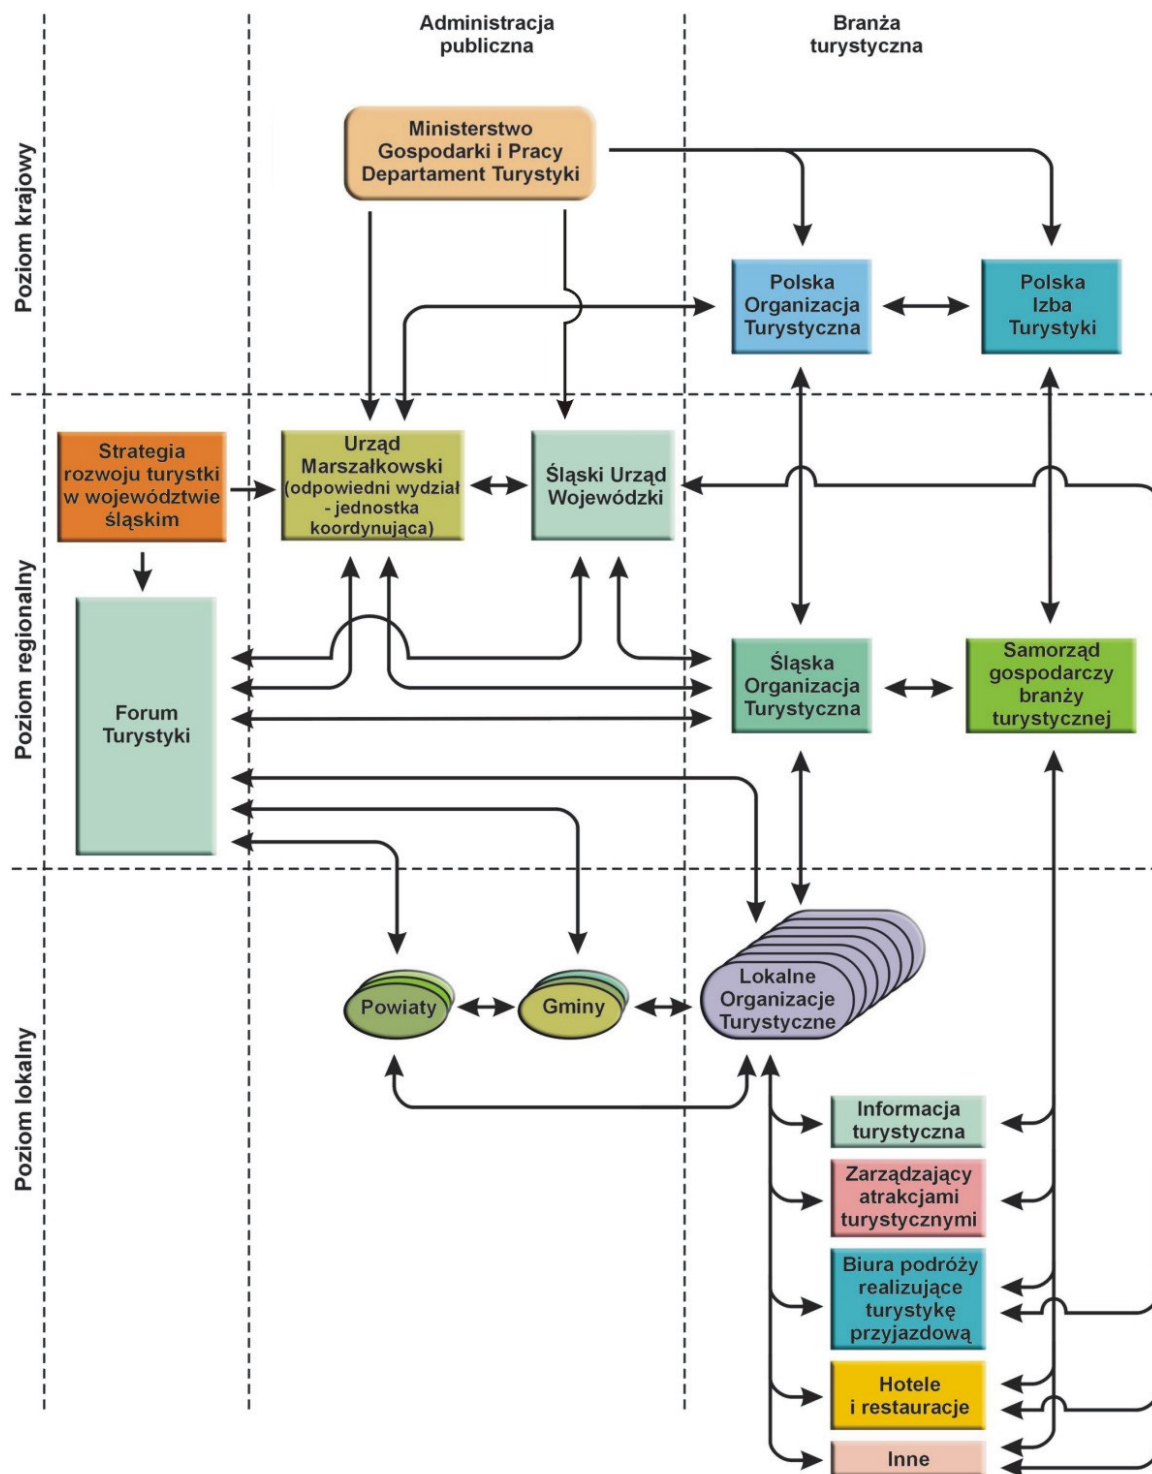 Administracja
publiczna
Branża
turystyczna
Poziom krajowy
Ministerstwo
Gospodarki i Pracy
Departament Turystyki
Polska
Organizacja
Turystyczna
Polska
Izba
Turystyki
Poziom regionalny
Strategia
rozwoju turystki
w województwie
śląskim
Urząd
Marszałkowski
(odpowiedni wydział
- jednostka
koordynująca)
Śląski Urząd
Wojewódzki
Forum
Turystyki
Śląska
Organizacja
Turystyczna
Samorząd
gospodarczy
branży
turystycznej
Poziom lokalny
Powiaty
Gminy
Lokalne
Organizacje
Turystyczne
Informacja
turystyczna
Zarządzający
atrakcjami
turystycznymi
Biura podróży
realizujące
turystykę
przyjazdową
Hotele
i restauracje
Inne